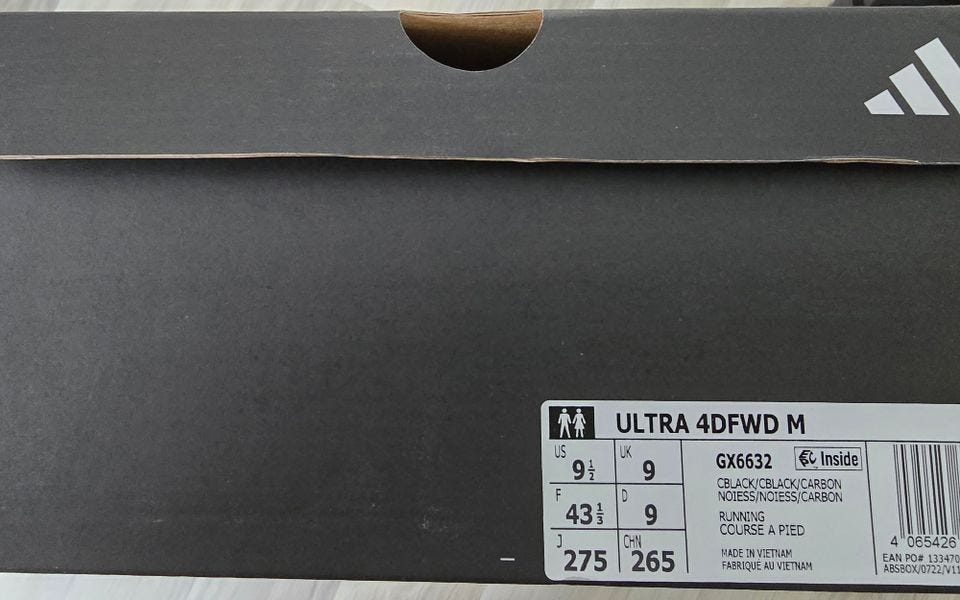 ULTRA 4DFWD M
US 9 1/2 UK 9
F 43 1/3 D 9
J 275 CHN 265
GX6632 Inside
CBLACK/CBLACK/CARBON
NOIESS/NOIESS/CARBON
RUNNING
COURSE A PIED
MADE IN VIETNAM
FABRIQUÉ AU VIETNAM
4 065426
EAN PO# 133470
ABSBOX/0722/V11